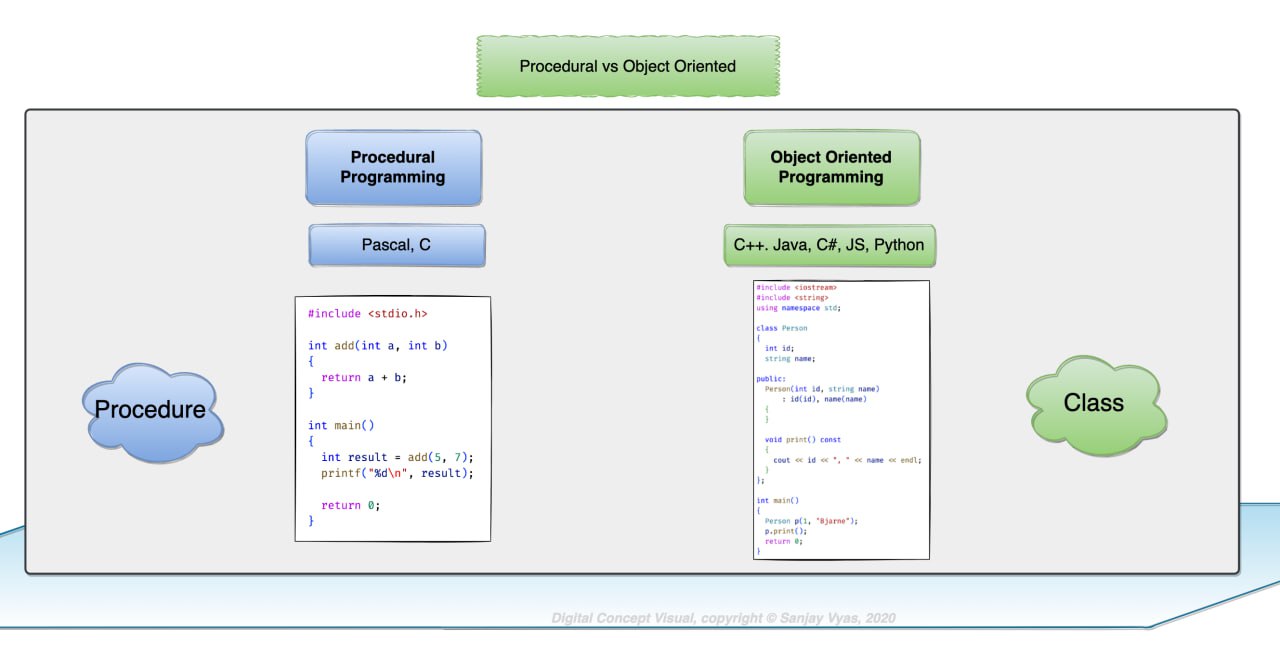 Procedural vs Object Oriented
Procedural
Programming
Pascal, C
#include <stdio.h>
int add(int a, int b)
{
  return a + b;
}
int main()
{
  int result = add(5, 7);
  printf("%d\n", result);
  return 0;
}
Procedure
Object Oriented
Programming
C++. Java, C#, JS, Python
#include <iostream>
#include <string>
using namespace std;
class Person
{
  int id;
  string name;
public:
  Person(int id, string name)
      : id(id), name(name)
  {
  }
  void print() const
  {
    cout << id << ", " << name << endl;
  }
};
int main()
{
  Person p(1, "Bjarne");
  p.print();
  return 0;
}
Class
Digital Concept Visual, copyright © Sanjay Vyas, 2020